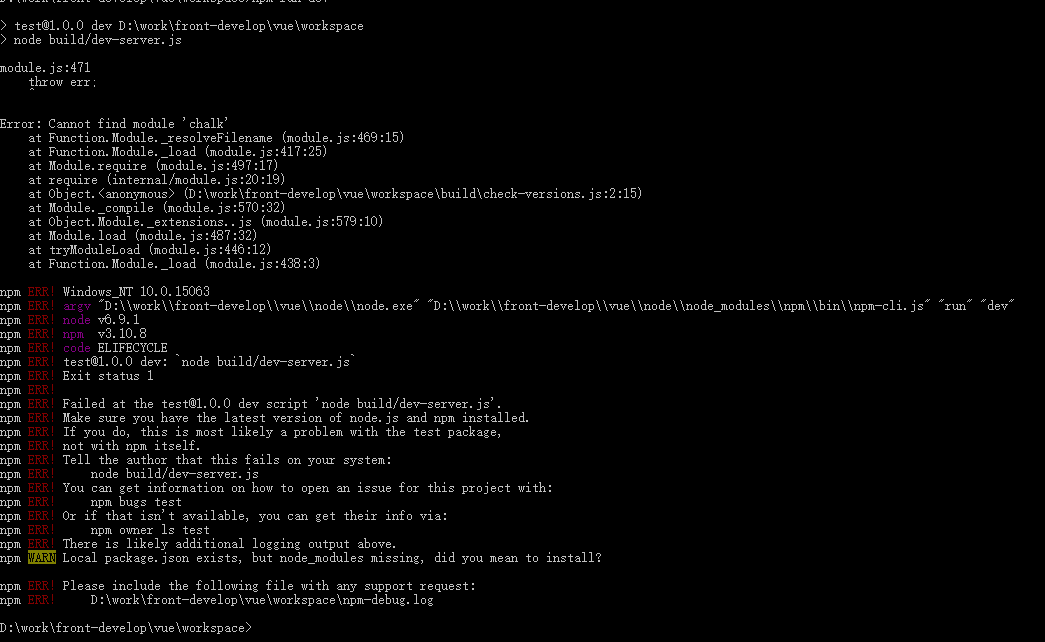 > test@1.0.0 dev D:\work\front-develop\vue\workspace
> node build/dev-server.js
module.js:471
    throw err;
    ^
Error: Cannot find module 'chalk'
    at Function.Module._resolveFilename (module.js:469:15)
    at Function.Module._load (module.js:417:25)
    at Module.require (module.js:497:17)
    at require (internal/module.js:20:19)
    at Object.<anonymous> (D:\work\front-develop\vue\workspace\build\check-versions.js:2:15)
    at Module._compile (module.js:570:32)
    at Object.Module._extensions..js (module.js:579:10)
    at Module.load (module.js:487:32)
    at tryModuleLoad (module.js:446:12)
    at Function.Module._load (module.js:438:3)
npm ERR! Windows_NT 10.0.15063
npm ERR! argv "D:\\work\\front-develop\\vue\\node\\node.exe" "D:\\work\\front-develop\\vue\\node\\node_modules\\npm\\bin\\npm-cli.js" "run" "dev"
npm ERR! node v6.9.1
npm ERR! npm  v3.10.8
npm ERR! code ELIFECYCLE
npm ERR! test@1.0.0 dev: `node build/dev-server.js`
npm ERR! Exit status 1
npm ERR!
npm ERR! Failed at the test@1.0.0 dev script 'node build/dev-server.js'.
npm ERR! Make sure you have the latest version of node.js and npm installed.
npm ERR! If you do, this is most likely a problem with the test package,
npm ERR! not with npm itself.
npm ERR! Tell the author that this fails on your system:
npm ERR!     node build/dev-server.js
npm ERR! You can get information on how to open an issue for this project with:
npm ERR!     npm bugs test
npm ERR! Or if that isn't available, you can get their info via:
npm ERR!     npm owner ls test
npm ERR! There is likely additional logging output above.
npm WARN Local package.json exists, but node_modules missing, did you mean to install?
npm ERR! Please include the following file with any support request:
npm ERR!     D:\work\front-develop\vue\workspace\npm-debug.log
D:\work\front-develop\vue\workspace>